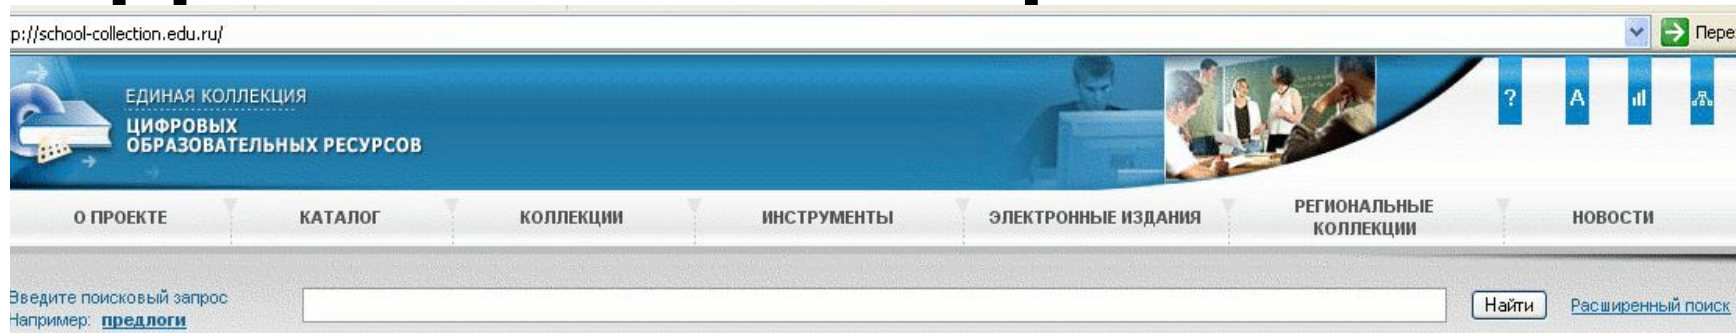 p://school-collection.edu.ru/
Пере
ЕДИНАЯ КОЛЛЕКЦИЯ
ЦИФРОВЫХ
ОБРАЗОВАТЕЛЬНЫХ РЕСУРСОВ
? A
О ПРОЕКТЕ КАТАЛОГ КОЛЛЕКЦИИ ИНСТРУМЕНТЫ ЭЛЕКТРОННЫЕ ИЗДАНИЯ РЕГИОНАЛЬНЫЕ
КОЛЛЕКЦИИ НОВОСТИ
Введите поисковый запрос
Например: предлоги
Найти Расширенный поиск